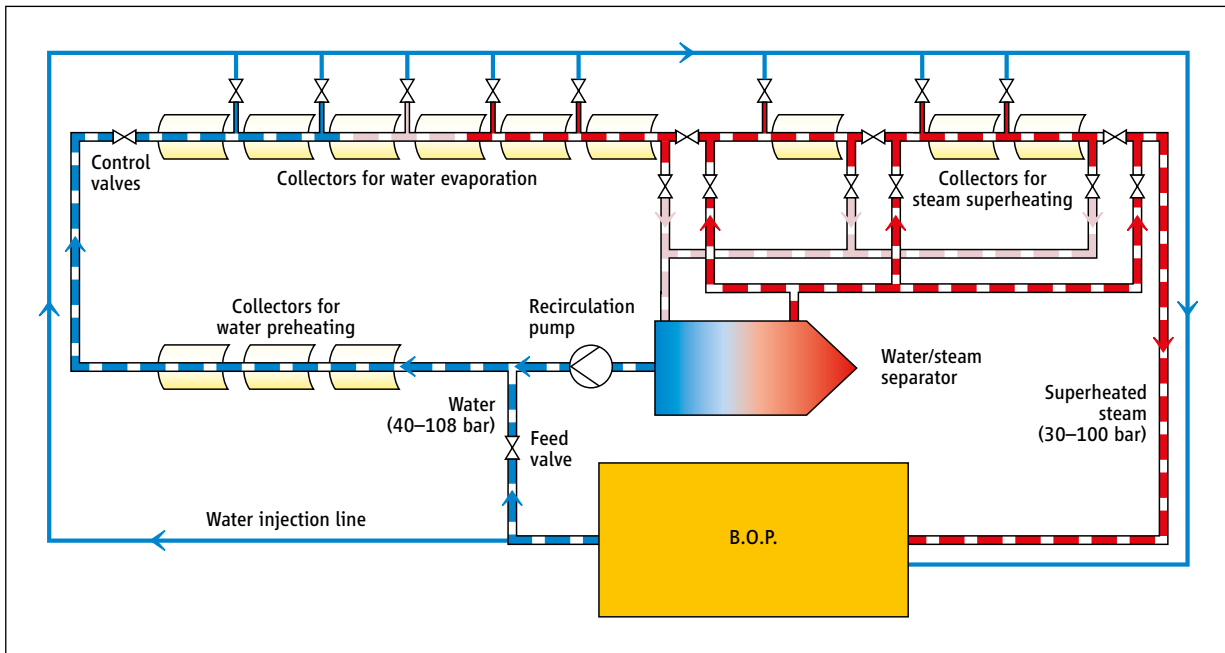 Control
valves
Collectors for water evaporation
Collectors for
steam superheating
Collectors for
water preheating
Recirculation
pump
Water/steam
separator
Water
(40–108 bar)
Feed
valve
Superheated
steam
(30–100 bar)
Water injection line
B.O.P.